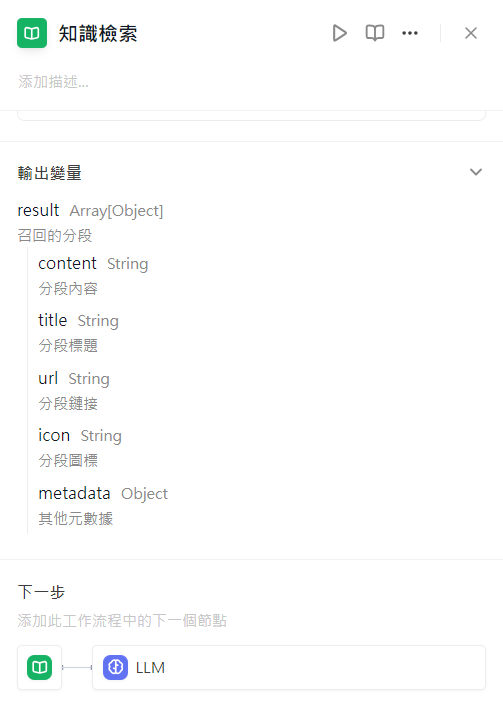 知識檢索
添加描述...
輸出變量
result Array[Object]
召回的分段
content String
分段內容
title String
分段標題
url String
分段鏈接
icon String
分段圖標
metadata Object
其他元數據
下一步
添加此工作流程中的下一個節點
LLM